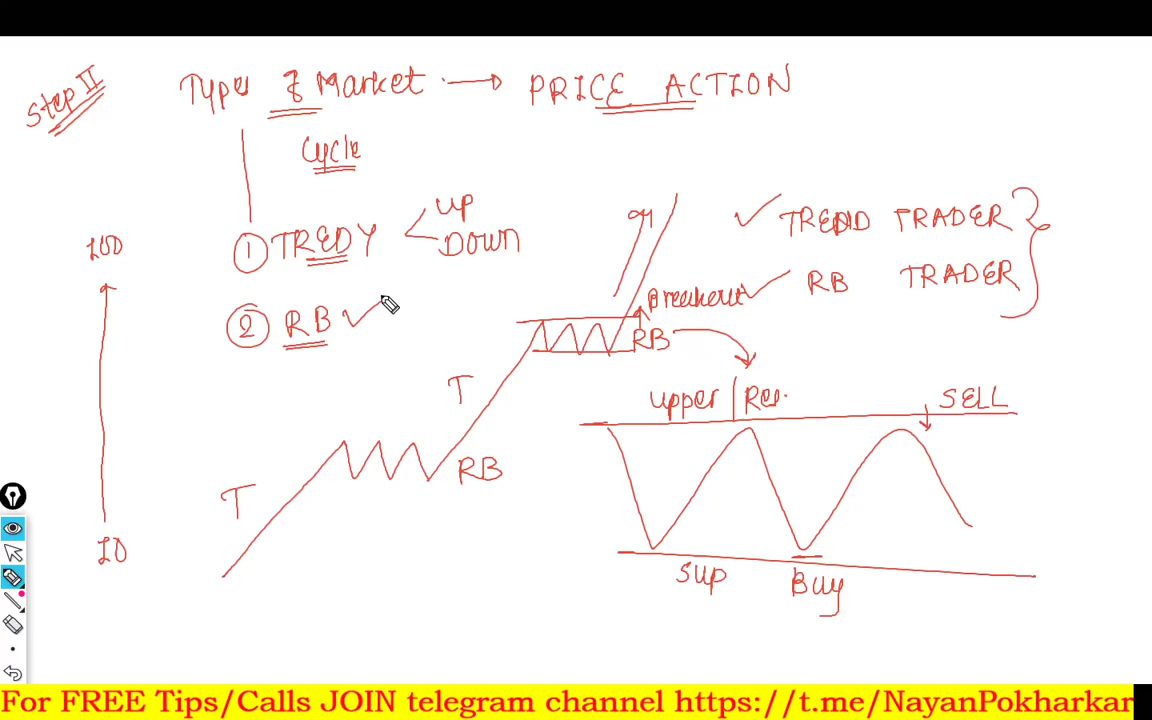 Step II
Types of Market → PRICE ACTION
Cycle
① TREDY
UP
DOWN
② RB
100
10
T
RB
T
RB
Breakout
TREND TRADER
RB TRADER
Upper | Res.
SELL
Sup
Buy
For FREE Tips/Calls JOIN telegram channel https://t.me/NayanPokharkar